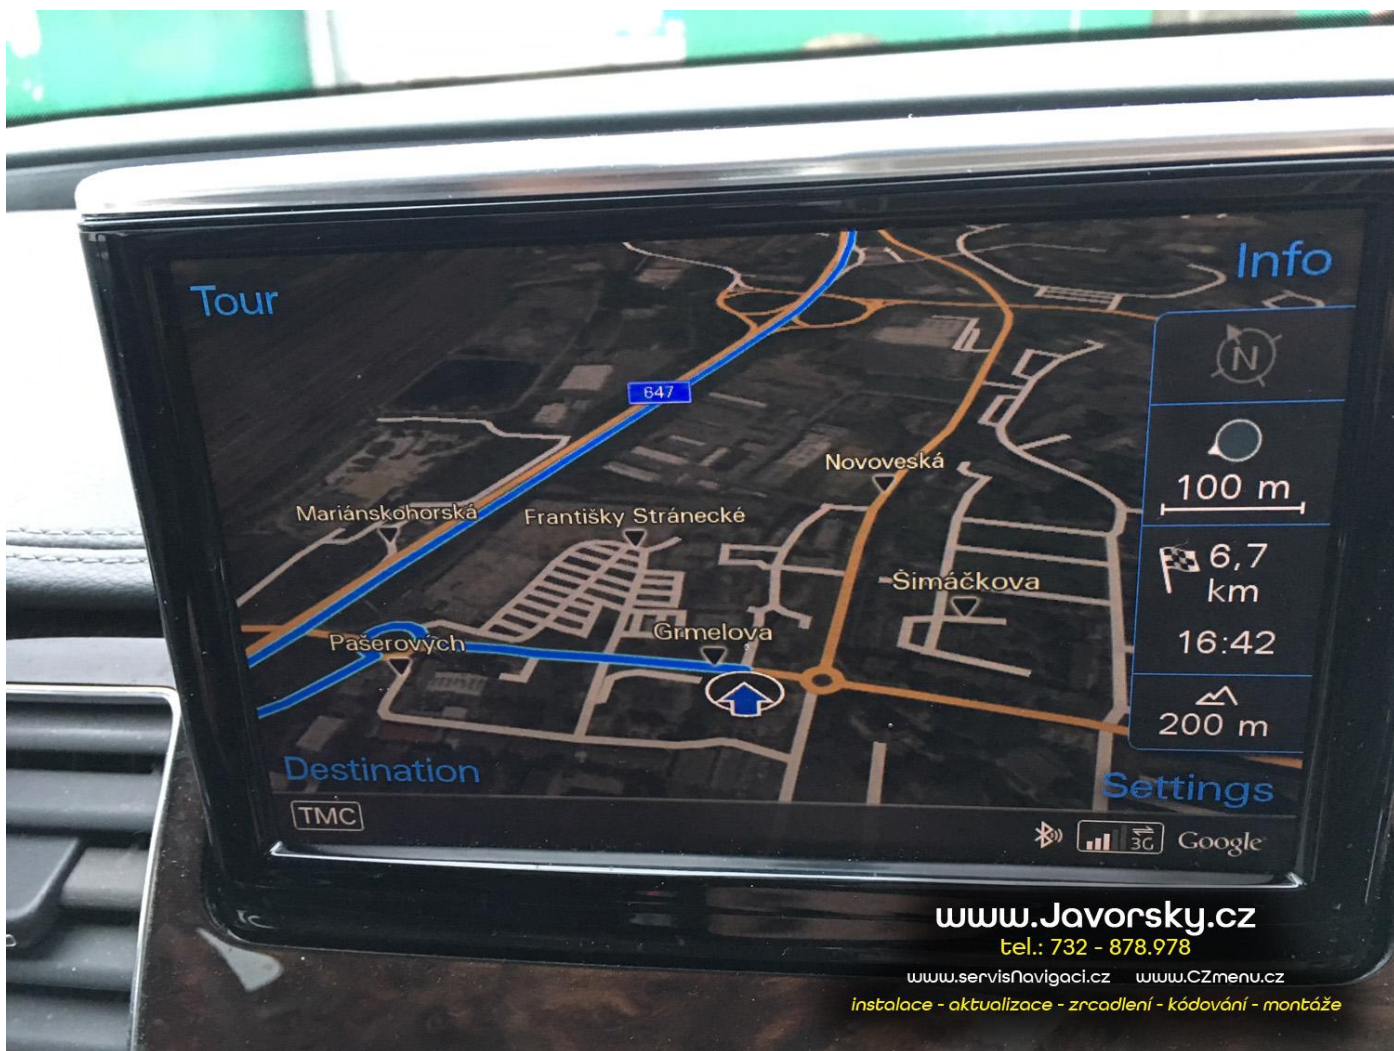 Info
Tour
N
647
100 m
Novoveská
Mariánskohorská
Františky Stránecké
6,7
km
Šimáčkova
Grmelova
Pašerových
16:42
200 m
Destination
Settings
TMC
3G
Google
www.Javorsky.cz
tel.: 732 - 878.978
www.servisNavigaci.cz www.CZmenu.cz
instalace - aktualizace - zrcadlení - kódování - montáže